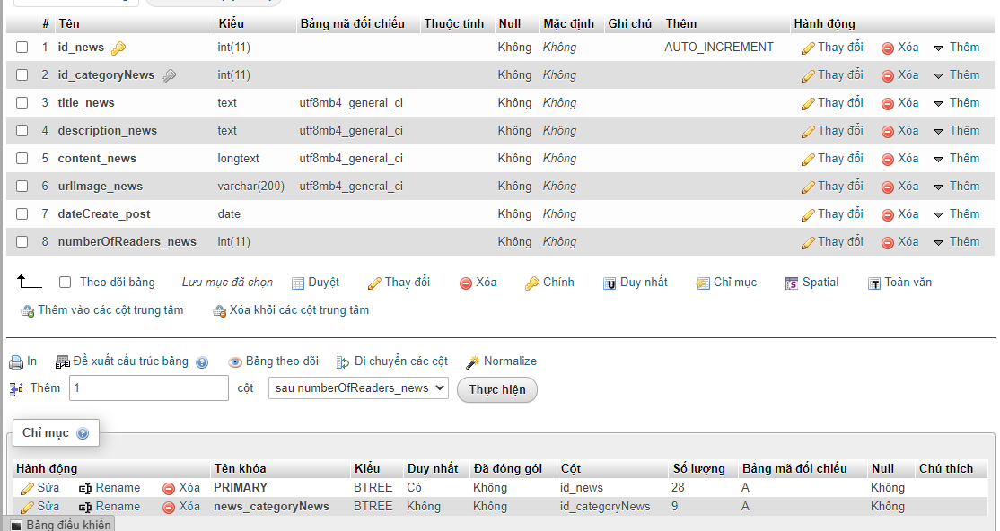 # Tên Kiểu Bảng mã đối chiếu Thuộc tính Null Mặc định Ghi chú Thêm Hành động
1 id_news int(11) Không Không AUTO_INCREMENT Thay đổi Xóa Thêm
2 id_categoryNews int(11) Không Không Thay đổi Xóa Thêm
3 title_news text utf8mb4_general_ci Không Không Thay đổi Xóa Thêm
4 description_news text utf8mb4_general_ci Không Không Thay đổi Xóa Thêm
5 content_news longtext utf8mb4_general_ci Không Không Thay đổi Xóa Thêm
6 urlImage_news varchar(200) utf8mb4_general_ci Không Không Thay đổi Xóa Thêm
7 dateCreate_post date Không Không Thay đổi Xóa Thêm
8 numberOfReaders_news int(11) Không Không Thay đổi Xóa Thêm
Theo dõi bảng Lưu mục đã chọn Duyệt Thay đổi Xóa Chính Duy nhất Chỉ mục Spatial Toàn văn
Thêm vào các cột trung tâm Xóa khỏi các cột trung tâm
In Đề xuất cấu trúc bảng Bảng theo dõi Di chuyển các cột Normalize
Thêm 1 cột sau numberOfReaders_news Thực hiện
Chỉ mục
Hành động Tên khóa Kiểu Duy nhất Đã đóng gói Cột Số lượng Bảng mã đối chiếu Null Chú thích
Sửa Rename Xóa PRIMARY BTREE Có Không id_news 28 A Không
Sửa Rename Xóa news_categoryNews BTREE Không Không id_categoryNews 9 A Không
Bảng điều khiển